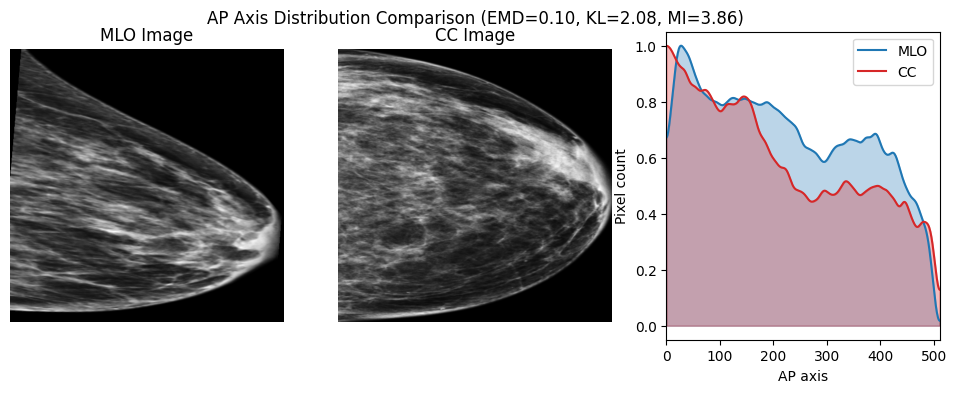 AP Axis Distribution Comparison (EMD=0.10, KL=2.08, MI=3.86)
MLO Image
CC Image
MLO
CC
Pixel count
1.0
0.8
0.6
0.4
0.2
0.0
0 100 200 300 400 500
AP axis